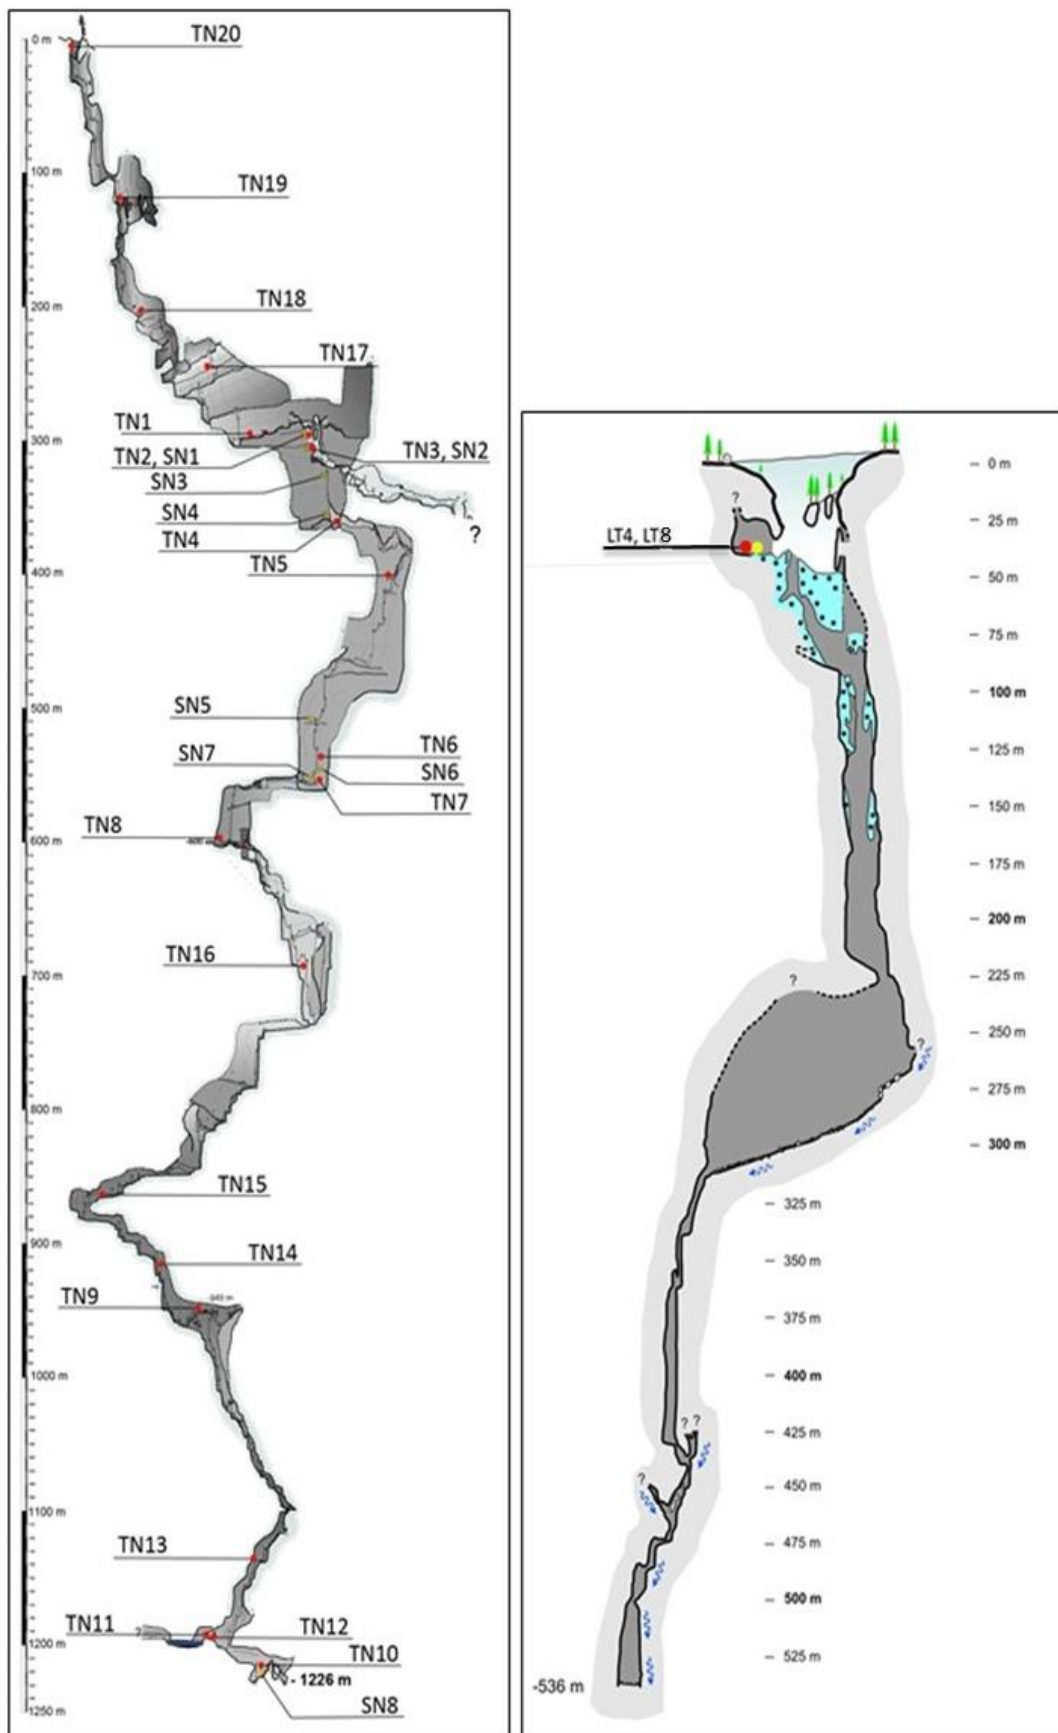 TN20
0 m
100 m
TN19
200 m
TN18
TN17
TN1
300 m
TN2, SN1
TN3, SN2
SN3
SN4
?
TN4
TN5
400 m
500 m
SN5
TN6
SN7
SN6
TN7
TN8
600 m
TN16
700 m
800 m
TN15
900 m
TN14
TN9
1000 m
1100 m
TN13
TN11
TN12
?
1200 m
TN10
- 1226 m
SN8
1250 m
0 m
?
25 m
LT4, LT8
50 m
75 m
100 m
125 m
150 m
175 m
200 m
225 m
?
250 m
?
275 m
300 m
325 m
350 m
375 m
400 m
? ?
425 m
?
450 m
475 m
500 m
525 m
-536 m